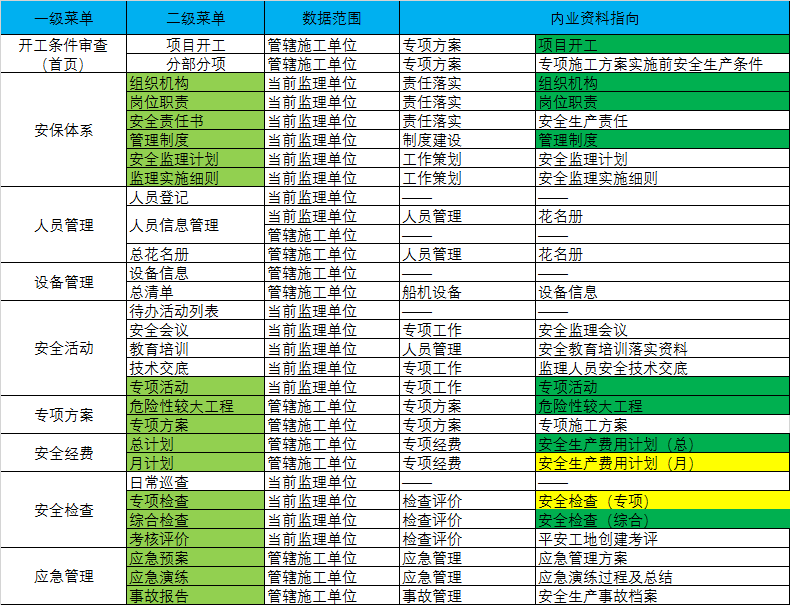 一级菜单 二级菜单 数据范围 内业资料指向
开工条件审查
（首页）
项目开工 管辖施工单位 专项方案 项目开工
分部分项 管辖施工单位 专项方案 专项施工方案实施前安全生产条件
安保体系
组织机构 当前监理单位 责任落实 组织机构
岗位职责 当前监理单位 责任落实 岗位职责
安全责任书 当前监理单位 责任落实 安全生产责任
管理制度 当前监理单位 制度建设 管理制度
安全监理计划 当前监理单位 工作策划 安全监理计划
监理实施细则 当前监理单位 工作策划 安全监理实施细则
人员管理
人员登记 当前监理单位 —— ——
人员信息管理 当前监理单位 人员管理 花名册
管辖施工单位 —— ——
总花名册 管辖施工单位 人员管理 花名册
设备管理
设备信息 管辖施工单位 —— ——
总清单 管辖施工单位 船机设备 设备信息
安全活动
待办活动列表 当前监理单位 —— ——
安全会议 当前监理单位 专项工作 安全监理会议
教育培训 当前监理单位 人员管理 安全教育培训落实资料
技术交底 当前监理单位 专项工作 监理人员安全技术交底
专项活动 当前监理单位 专项工作 专项活动
专项方案
危险性较大工程 管辖施工单位 专项方案 危险性较大工程
专项方案 管辖施工单位 专项方案 专项施工方案
安全经费
总计划 管辖施工单位 专项经费 安全生产费用计划（总）
月计划 管辖施工单位 专项经费 安全生产费用计划（月）
安全检查
日常巡查 当前监理单位 —— ——
专项检查 当前监理单位 检查评价 安全检查（专项）
综合检查 当前监理单位 检查评价 安全检查（综合）
考核评价 当前监理单位 检查评价 平安工地创建考评
应急管理
应急预案 管辖施工单位 应急管理 应急管理方案
应急演练 管辖施工单位 应急管理 应急演练过程及总结
事故报告 管辖施工单位 事故管理 安全生产事故档案